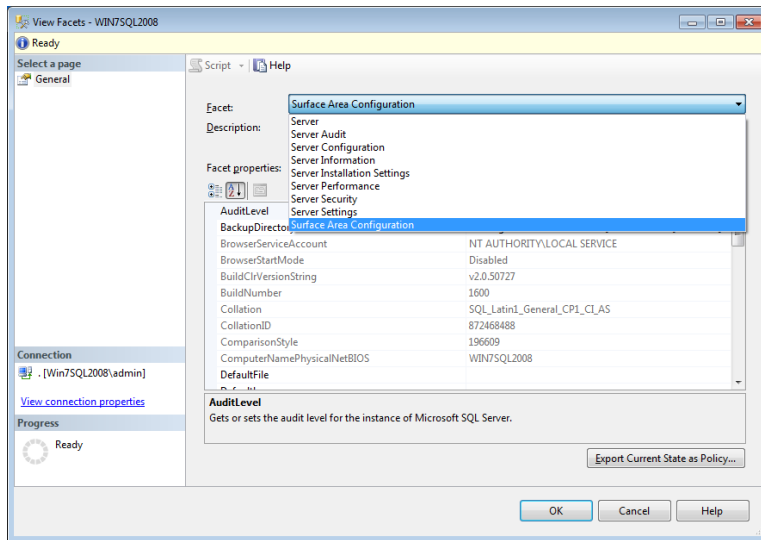 View Facets - WIN7SQL2008
Ready
Select a page
General
Script
Help
Facet:
Surface Area Configuration
Description:
Server
Server Audit
Server Configuration
Server Information
Server Installation Settings
Server Performance
Server Security
Server Settings
Surface Area Configuration
Facet properties:
AuditLevel
BackupDirector
BrowserServiceAccount NT AUTHORITY\LOCAL SERVICE
BrowserStartMode Disabled
BuildClrVersionString v2.0.50727
BuildNumber 1600
Collation SQL_Latin1_General_CP1_CI_AS
CollationID 872468488
ComparisonStyle 196609
ComputerNamePhysicalNetBIOS WIN7SQL2008
DefaultFile
AuditLevel
Gets or sets the audit level for the instance of Microsoft SQL Server.
Connection
. [Win7SQL2008\admin]
View connection properties
Progress
Ready
Export Current State as Policy...
OK
Cancel
Help